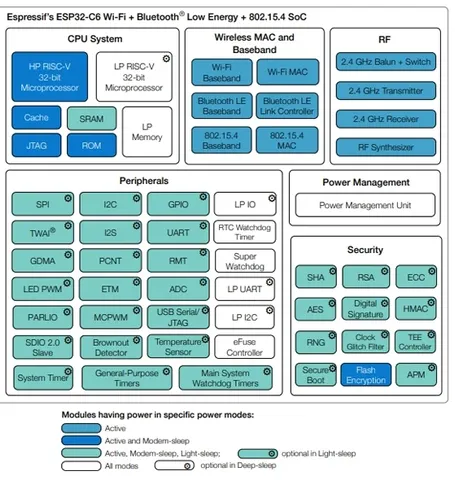 Espressif's ESP32-C6 Wi-Fi + Bluetooth® Low Energy + 802.15.4 SoC
CPU System
HP RISC-V
32-bit
Microprocessor
LP RISC-V
32-bit
Microprocessor
Cache
SRAM
LP
Memory
JTAG
ROM
Wireless MAC and
Baseband
Wi-Fi
Baseband
Wi-Fi MAC
Bluetooth LE
Baseband
Bluetooth LE
Link Controller
802.15.4
Baseband
802.15.4
MAC
RF
2.4 GHz Balun + Switch
2.4 GHz Transmitter
2.4 GHz Receiver
RF Synthesizer
Peripherals
SPI
I2C
GPIO
LP IO
TWAI®
I2S
UART
RTC Watchdog
Timer
GDMA
PCNT
RMT
Super
Watchdog
LED PWM
ETM
ADC
LP UART
PARLIO
MCPWM
USB Serial/
JTAG
LP I2C
SDIO 2.0
Slave
Brownout
Detector
Temperature
Sensor
eFuse
Controller
System Timer
General-Purpose
Timers
Main System
Watchdog Timers
Power Management
Power Management Unit
Security
SHA
RSA
ECC
AES
Digital
Signature
HMAC
RNG
Clock
Glitch Filter
TEE
Controller
Secure
Boot
Flash
Encryption
APM
Modules having power in specific power modes:
Active
Active and Modem-sleep
Active, Modem-sleep, Light-sleep; optional in Light-sleep
All modes optional in Deep-sleep